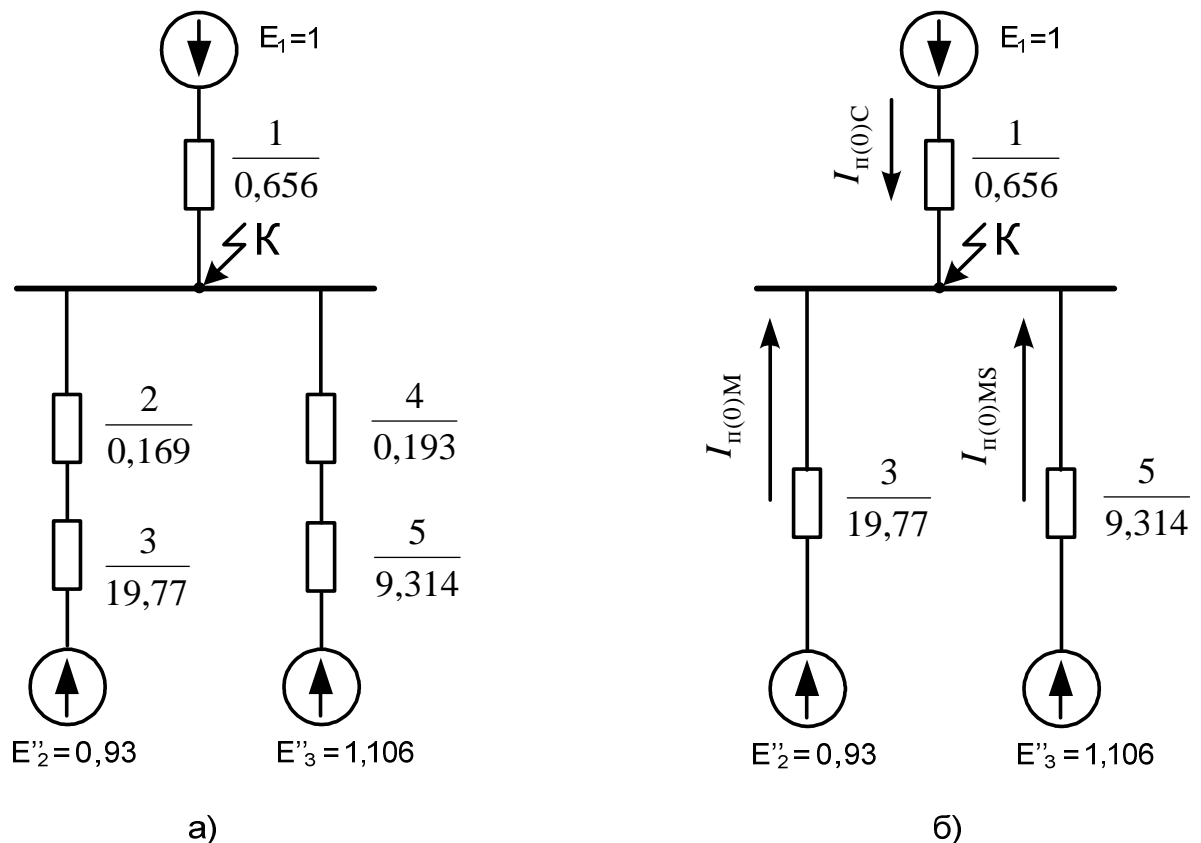 E₁=1
1
0,656
К
2
0,169
4
0,193
3
19,77
5
9,314
E"₂=0,93
E"₃=1,106
а)
E₁=1
Iп(0)С
1
0,656
К
Iп(0)М
Iп(0)МS
3
19,77
5
9,314
E"₂=0,93
E"₃=1,106
б)